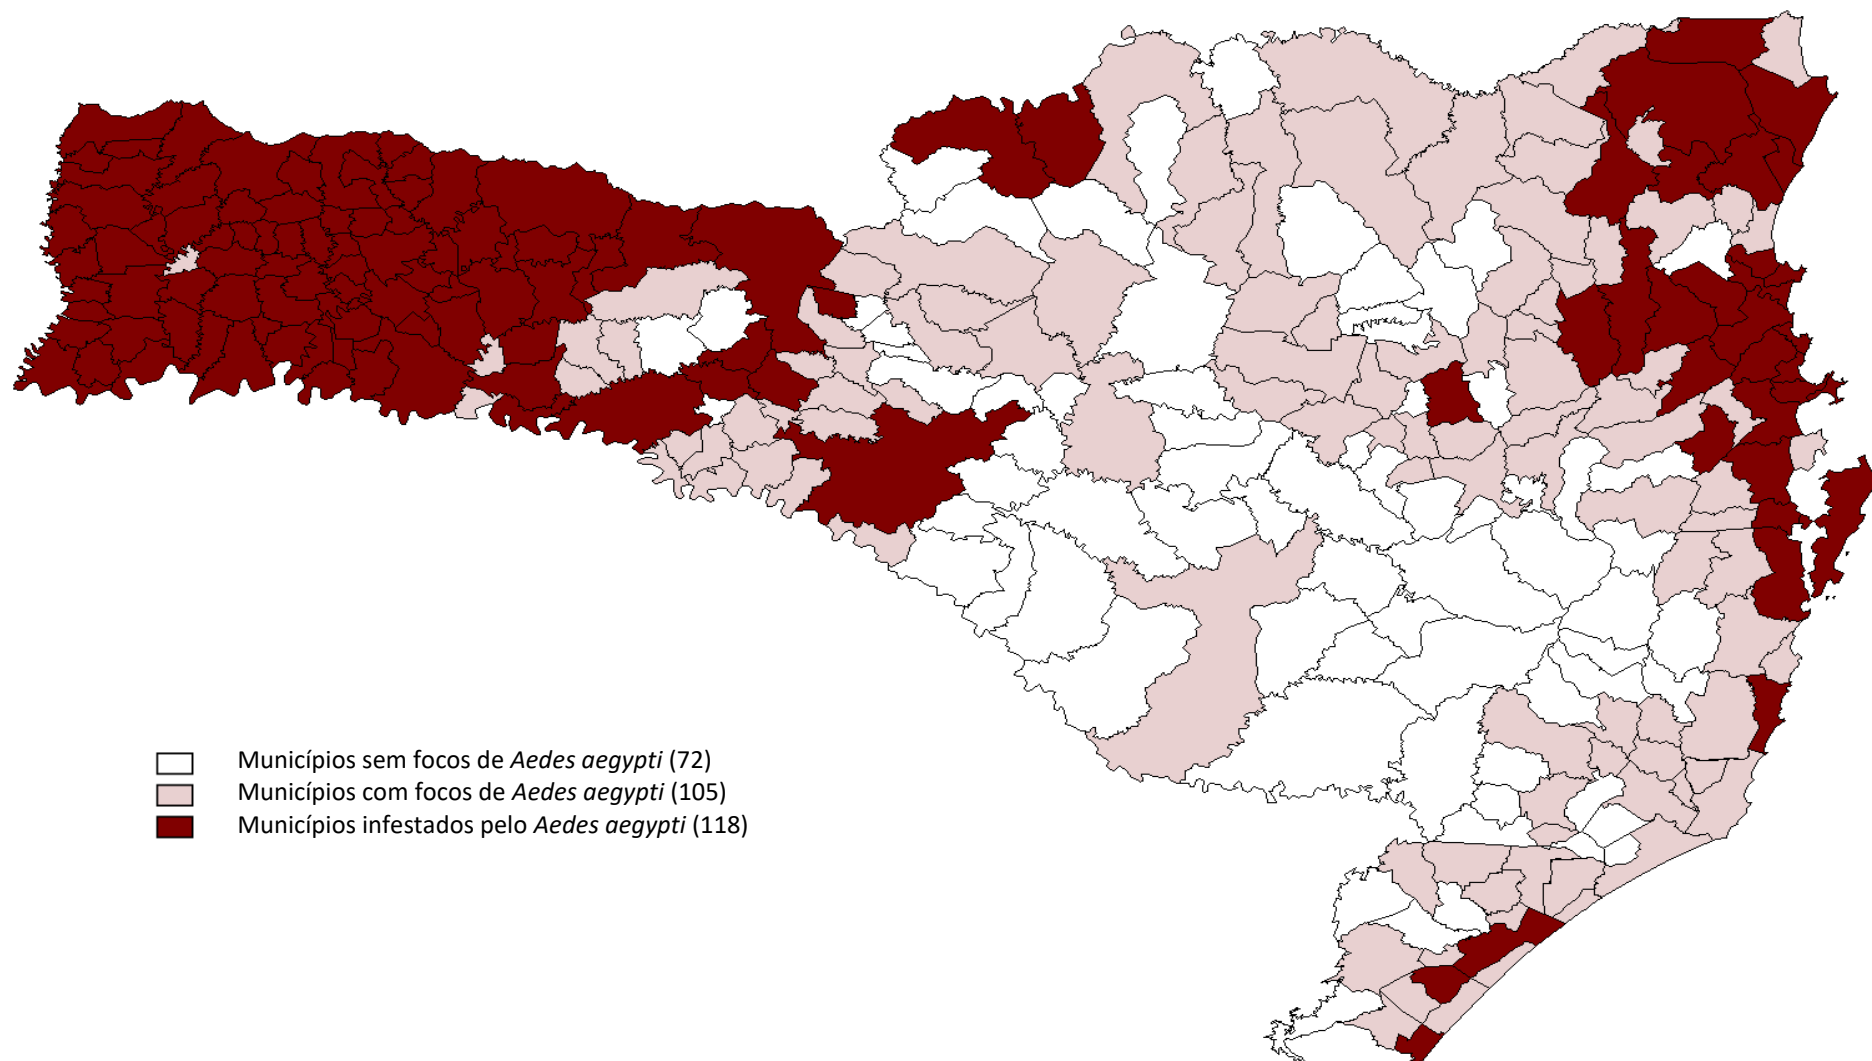 Municípios sem focos de Aedes aegypti (72)
Municípios com focos de Aedes aegypti (105)
Municípios infestados pelo Aedes aegypti (118)